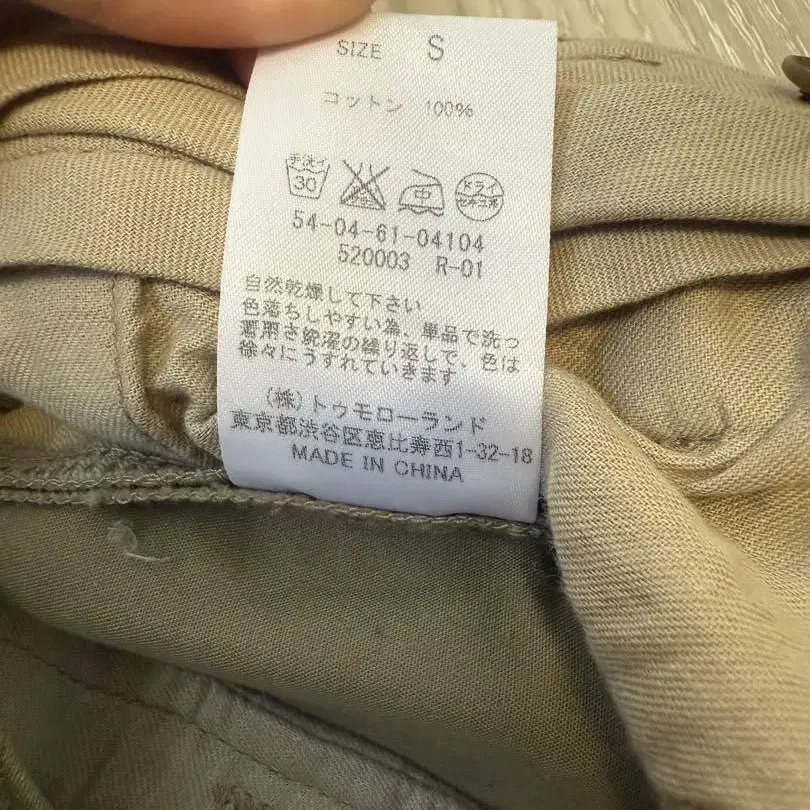 SIZE S
コットン 100%
手洗イ 30 中 ドライ セキユ系
54-04-61-04104
520003 R-01
自然乾燥して下さい
色落ちしやすい為、単品で洗っ
着用さ洗濯の繰り返しで、色は
徐々にうすれていきます
(株)トゥモローランド
東京都渋谷区恵比寿西1-32-18
MADE IN CHINA